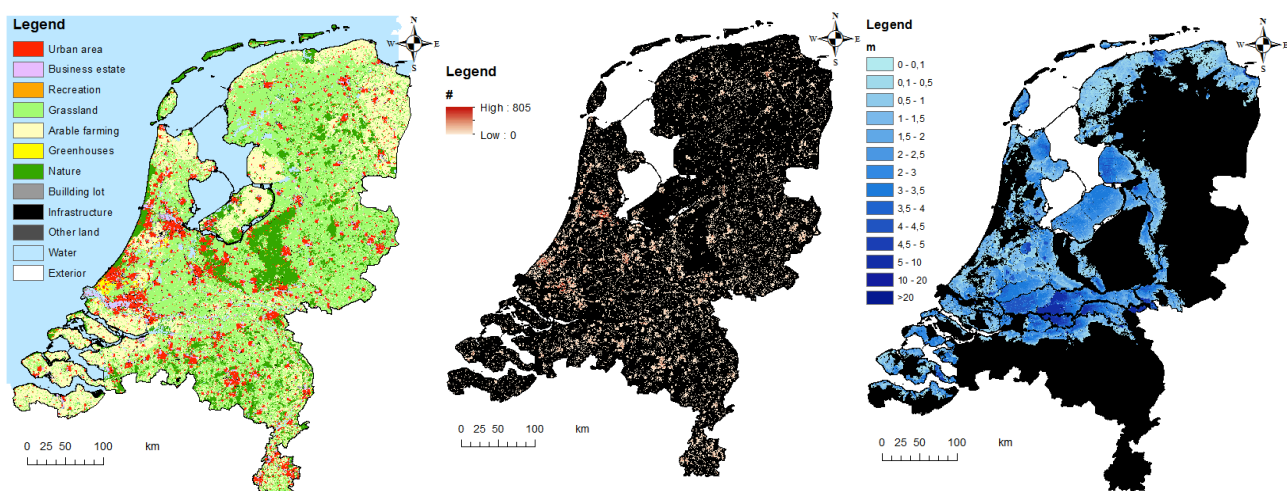 Legend
Urban area
Business estate
Recreation
Grassland
Arable farming
Greenhouses
Nature
Builling lot
Infrastructure
Other land
Water
Exterior
N
W
E
S
0 25 50 100 km
Legend
#
High : 805
Low : 0
N
W
E
S
0 25 50 100 km
Legend
m
0 - 0,1
0,1 - 0,5
0,5 - 1
1 - 1,5
1,5 - 2
2 - 2,5
2 - 3
3 - 3,5
3,5 - 4
4 - 4,5
4,5 - 5
5 - 10
10 - 20
>20
N
W
E
S
0 25 50 100 km